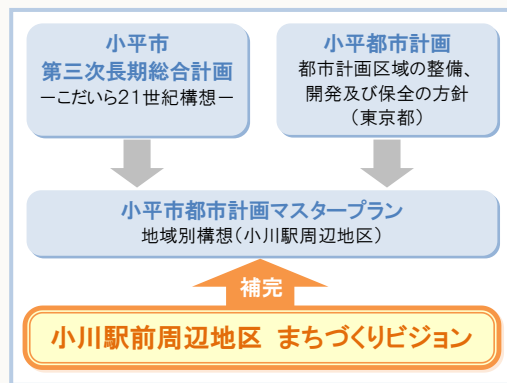 小平市
第三次長期総合計画
－こだいら21世紀構想－
小平都市計画
都市計画区域の整備、
開発及び保全の方針
（東京都）
小平市都市計画マスタープラン
地域別構想（小川駅周辺地区）
補完
小川駅前周辺地区 まちづくりビジョン